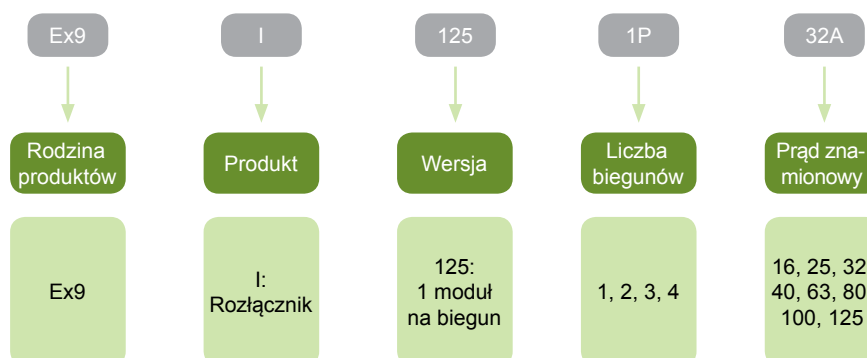 Ex9
I
125
1P
32A
Rodzina
produktów
Produkt
Wersja
Liczba
biegunów
Prąd zna-
mionowy
Ex9
I:
Rozłącznik
125:
1 moduł
na biegun
1, 2, 3, 4
16, 25, 32
40, 63, 80
100, 125